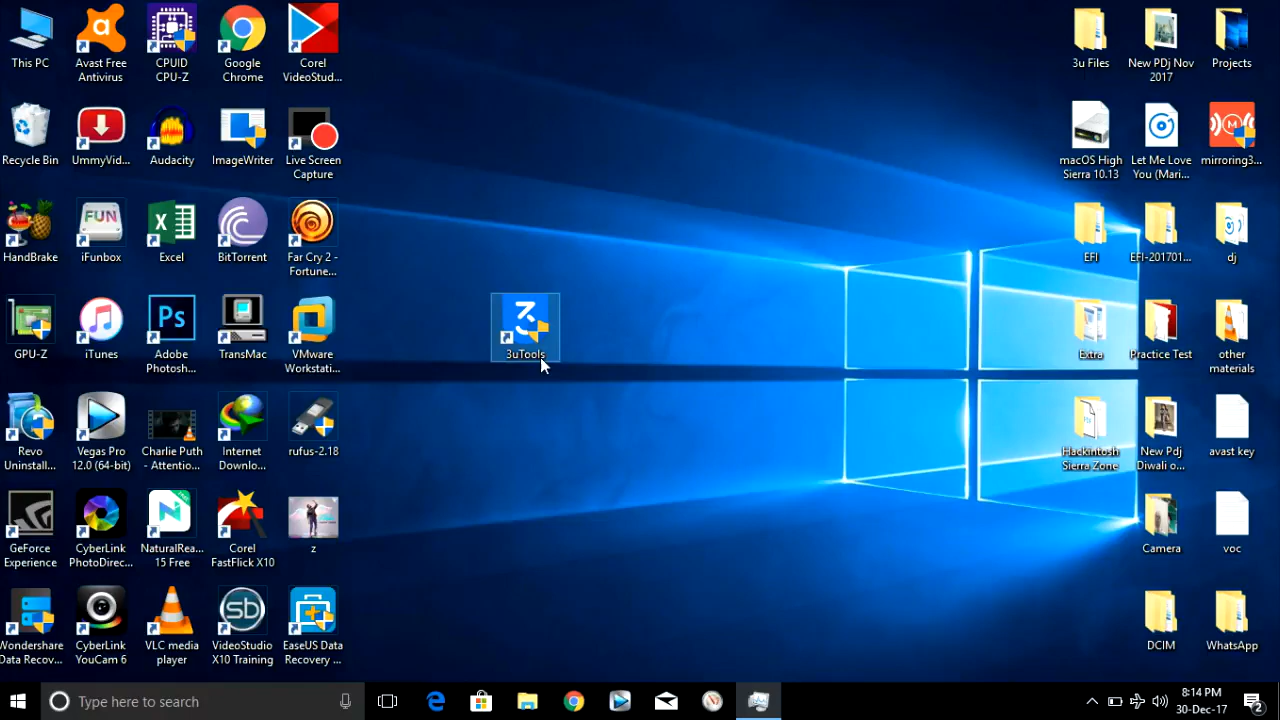 This PC
Avast Free
Antivirus
CPUID
CPU-Z
Google
Chrome
Corel
VideoStud...
Recycle Bin
UmmyVid...
Audacity
ImageWriter
Live Screen
Capture
HandBrake
FUN
iFunbox
Excel
BitTorrent
Far Cry 2 -
Fortune...
GPU-Z
iTunes
Ps
Adobe
Photosh...
TransMac
VMware
Workstati...
Revo
Uninstall...
Vegas Pro
12.0 (64-bit)
Charlie Puth
- Attentio...
Internet
Downlo...
rufus-2.18
GeForce
Experience
CyberLink
PhotoDirec...
NaturalRea...
15 Free
Corel
FastFlick X10
z
Wondershare
Data Recov...
CyberLink
YouCam 6
VLC media
player
sb
VideoStudio
X10 Training
EaseUS Data
Recovery ...
3uTools
3u Files
New PDj Nov
2017
Projects
macOS High
Sierra 10.13
Let Me Love
You (Mari...
mirroring3...
EFI
EFI-201701...
dj
Extra
Practice Test
other
materials
Hackintosh
Sierra Zone
New Pdj
Diwali o...
avast key
Camera
voc
DCIM
WhatsApp
Type here to search
8:14 PM
30-Dec-17
2